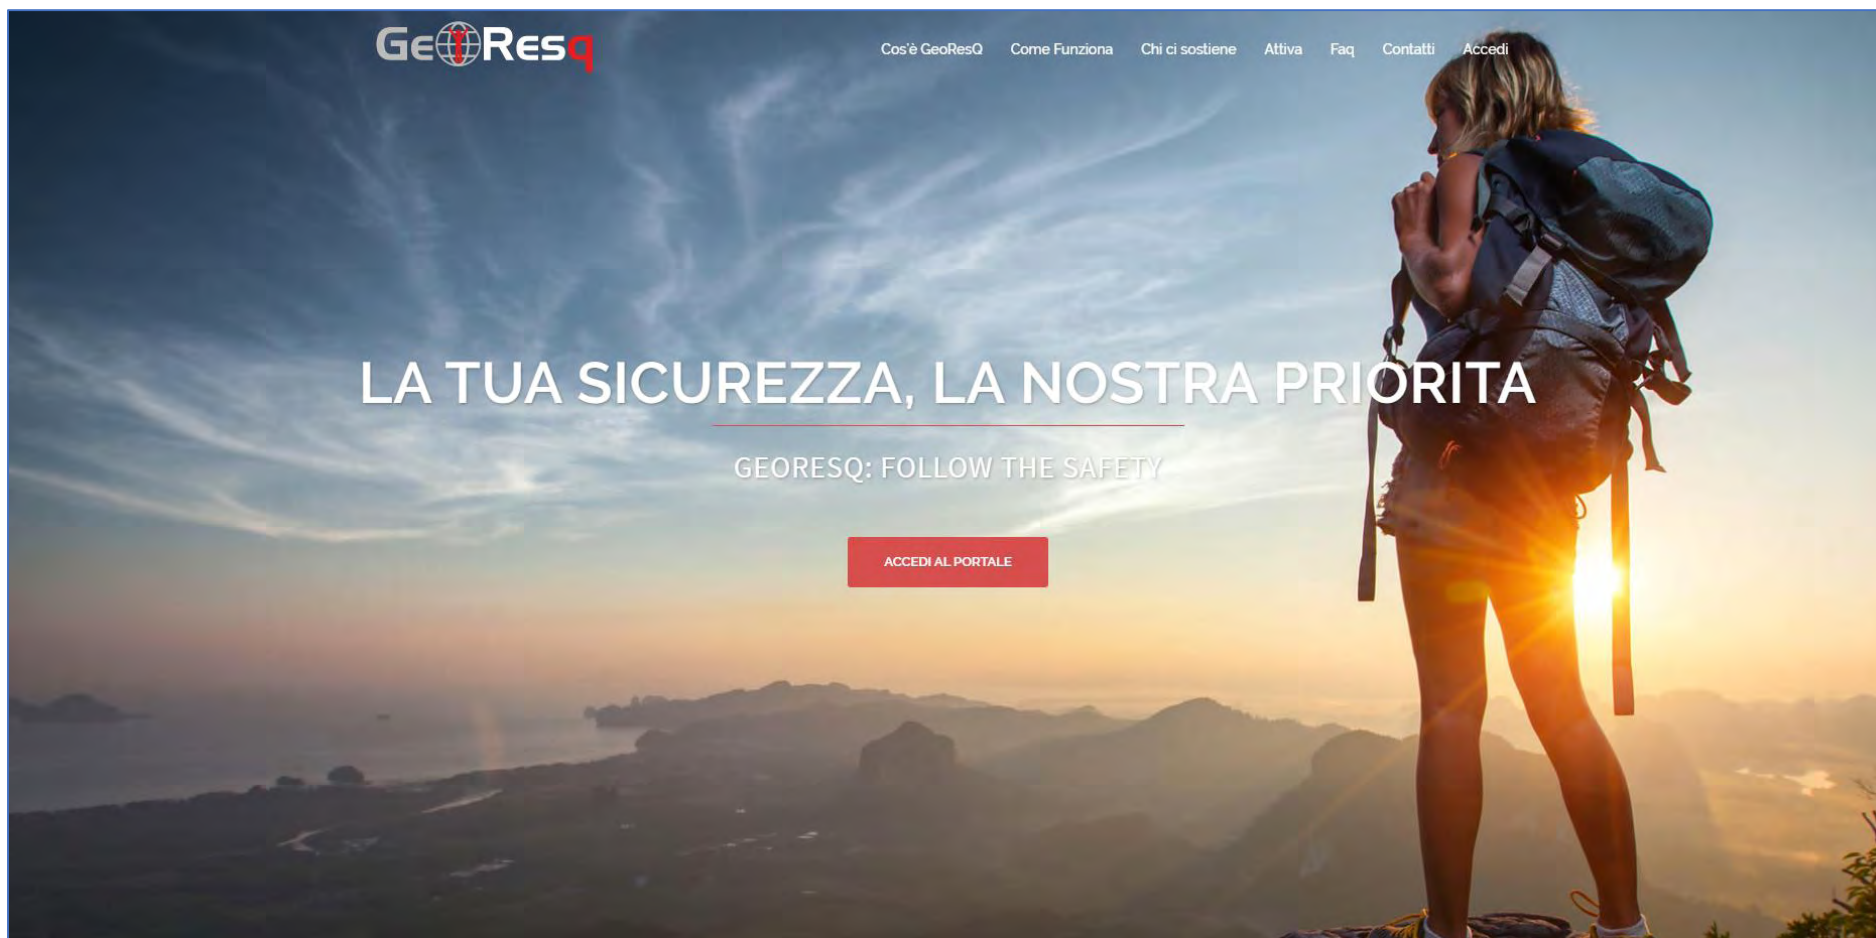 GeoResq
Cos'è GeoResQ Come Funziona Chi ci sostiene Attiva Faq Contatti Accedi
LA TUA SICUREZZA, LA NOSTRA PRIORITA
GEORESQ: FOLLOW THE SAFETY
ACCEDI AL PORTALE